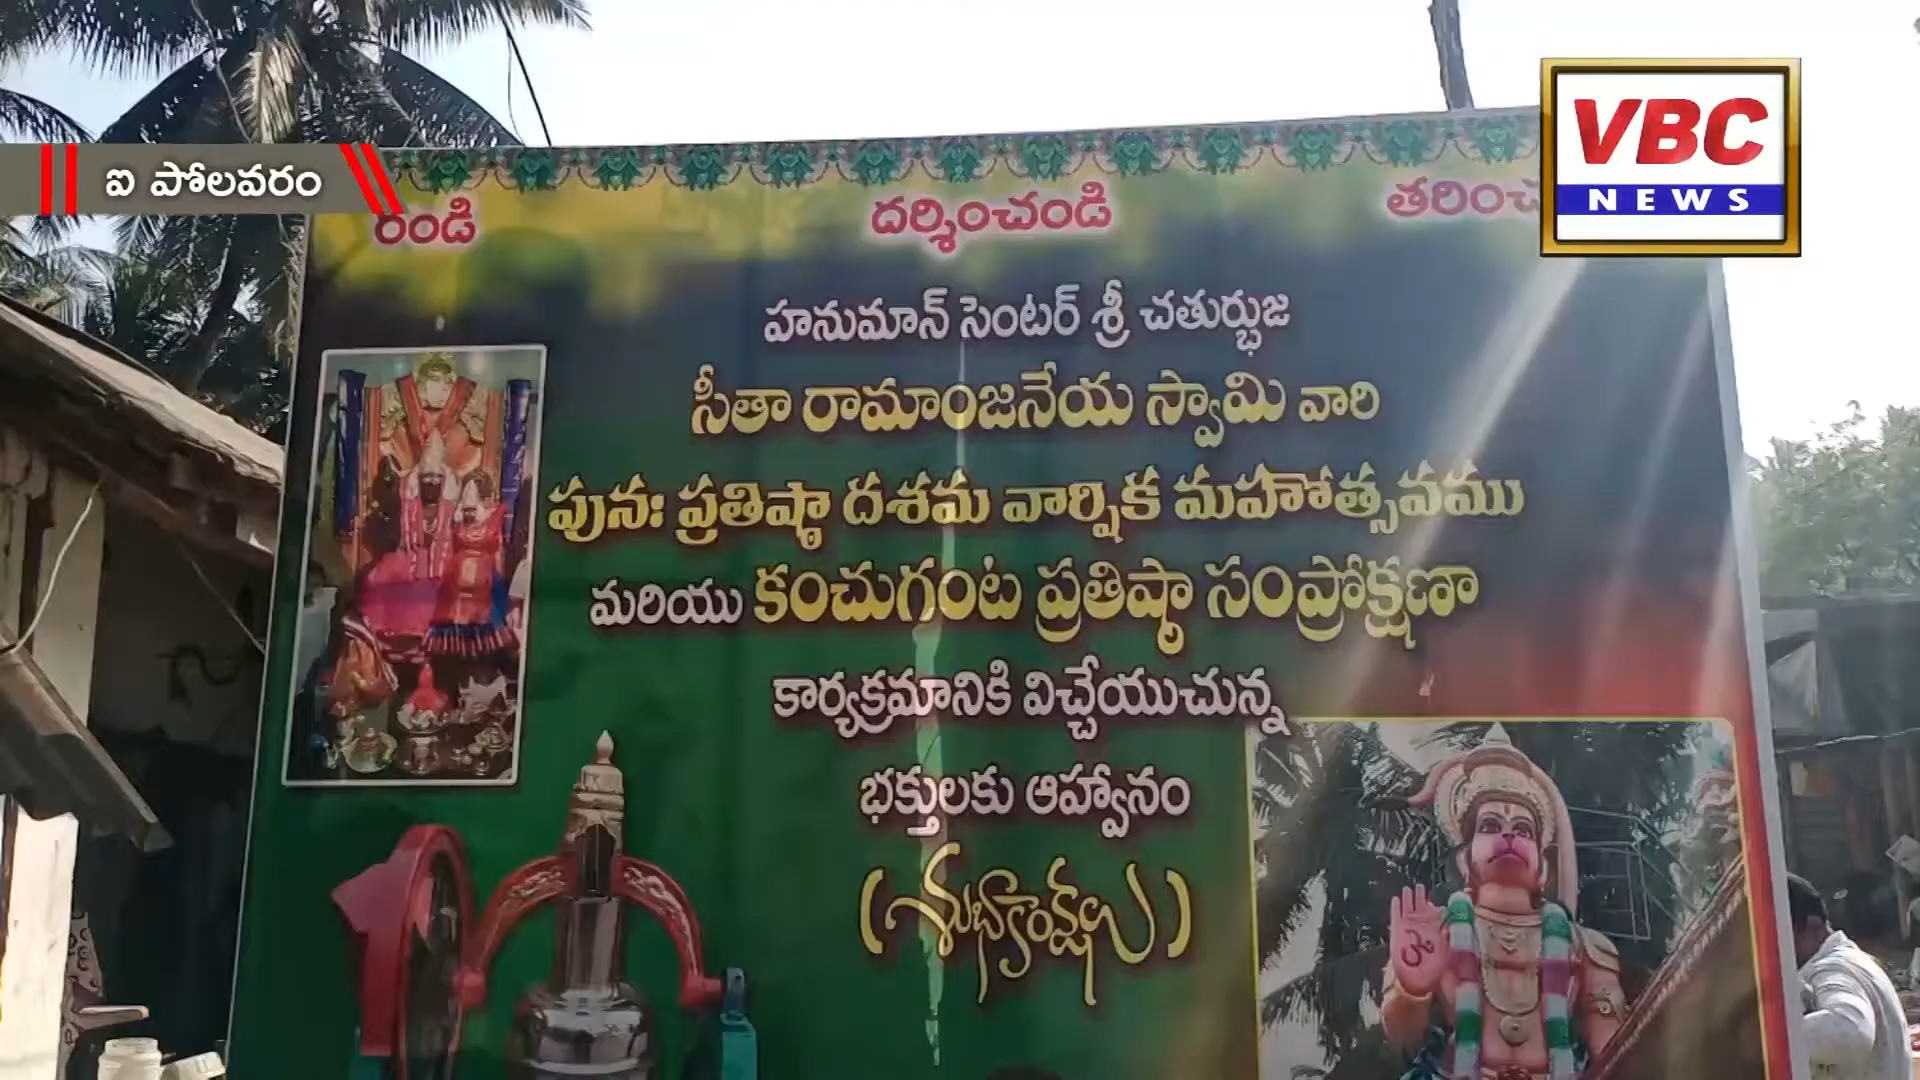 VBC
NEWS
ఐ పోలవరం
రండి దర్శించండి
హనుమాన్ సెంటర్ శ్రీ చతుర్భుజ
సీతా రామాంజనేయ స్వామి వారి
పునః ప్రతిష్ఠా దశమ వార్షిక మహోత్సవము
మరియు కంచుగంట ప్రతిష్ఠా సంప్రోక్షణా
కార్యక్రమానికి విచ్చేయుచున్న
భక్తులకు ఆహ్వానం
(శుభాకాంక్షలు)
10
ॐ